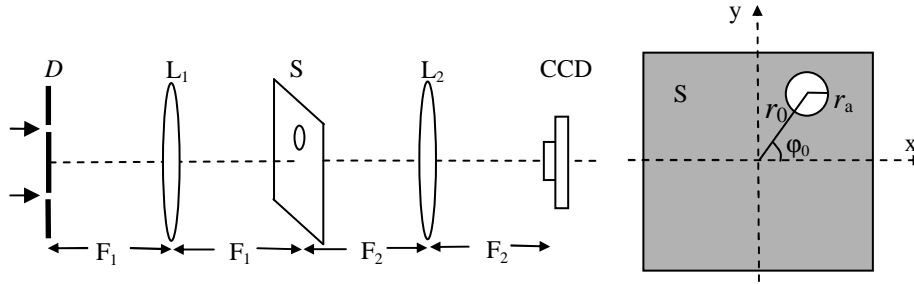 D L₁ S L₂ CCD
F₁ F₁ F₂ F₂
y
S r₀ rₐ
φ₀ x